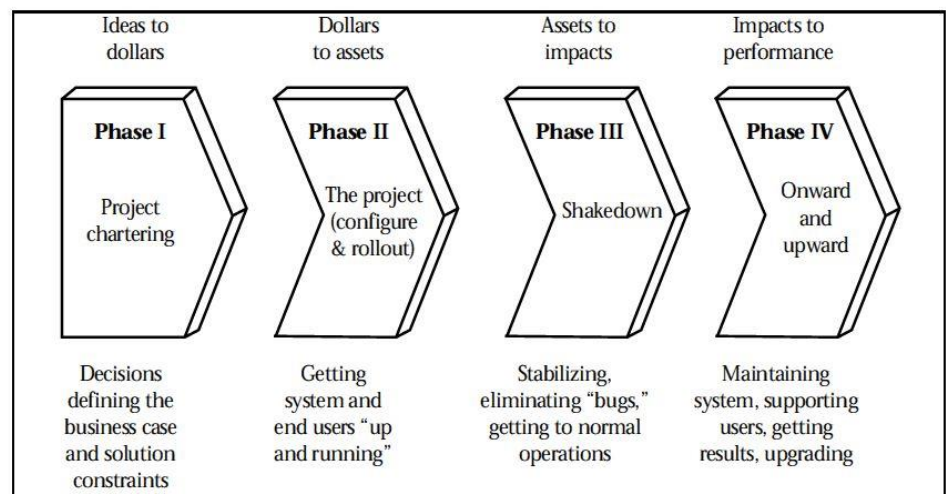 Ideas to
dollars
Dollars
to assets
Assets to
impacts
Impacts to
performance
Phase I
Project
chartering
Phase II
The project
(configure
& rollout)
Phase III
Shakedown
Phase IV
Onward
and
upward
Decisions
defining the
business case
and solution
constraints
Getting
system and
end users “up
and running”
Stabilizing,
eliminating “bugs,”
getting to normal
operations
Maintaining
system, supporting
users, getting
results, upgrading